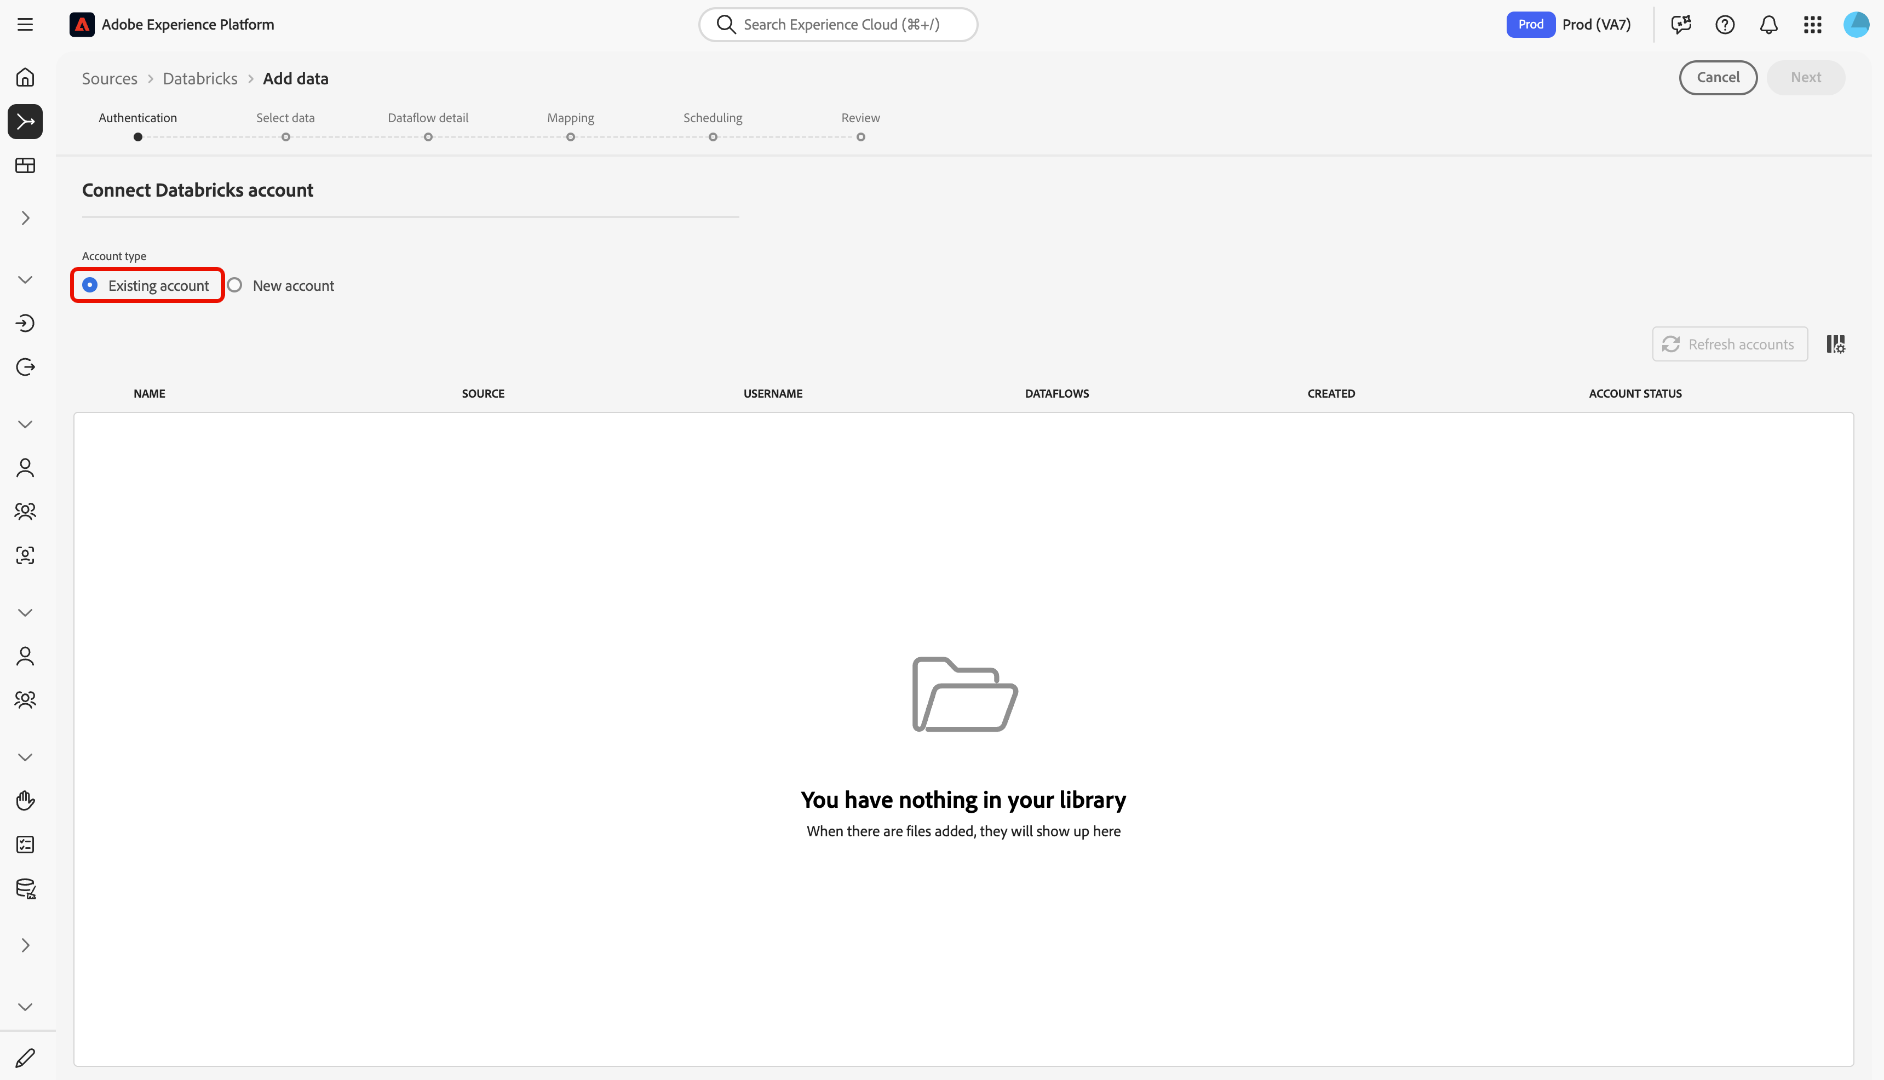 Adobe Experience Platform
Search Experience Cloud (⌘+/)
Prod
Prod (VA7)
Sources > Databricks > Add data
Cancel
Next
Authentication
Select data
Dataflow detail
Mapping
Scheduling
Review
Connect Databricks account
Account type
Existing account
New account
Refresh accounts
NAME
SOURCE
USERNAME
DATAFLOWS
CREATED
ACCOUNT STATUS
You have nothing in your library
When there are files added, they will show up here